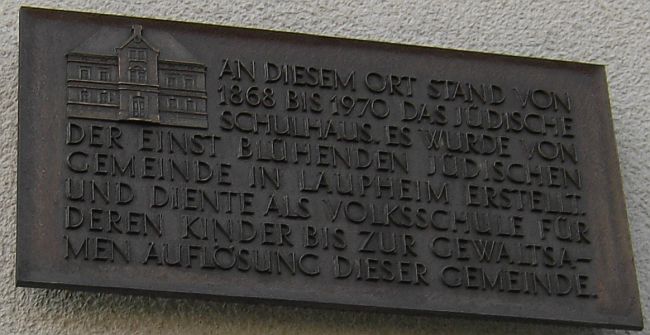 AN DIESEM ORT STAND VON
1868 BIS 1970 DAS JÜDISCHE
SCHULHAUS. ES WURDE VON
DER EINST BLÜHENDEN JÜDISCHEN
GEMEINDE IN LAUPHEIM ERSTELLT
UND DIENTE ALS VOLKSSCHULE FÜR
DEREN KINDER BIS ZUR GEWALTSA-
MEN AUFLÖSUNG DIESER GEMEINDE.